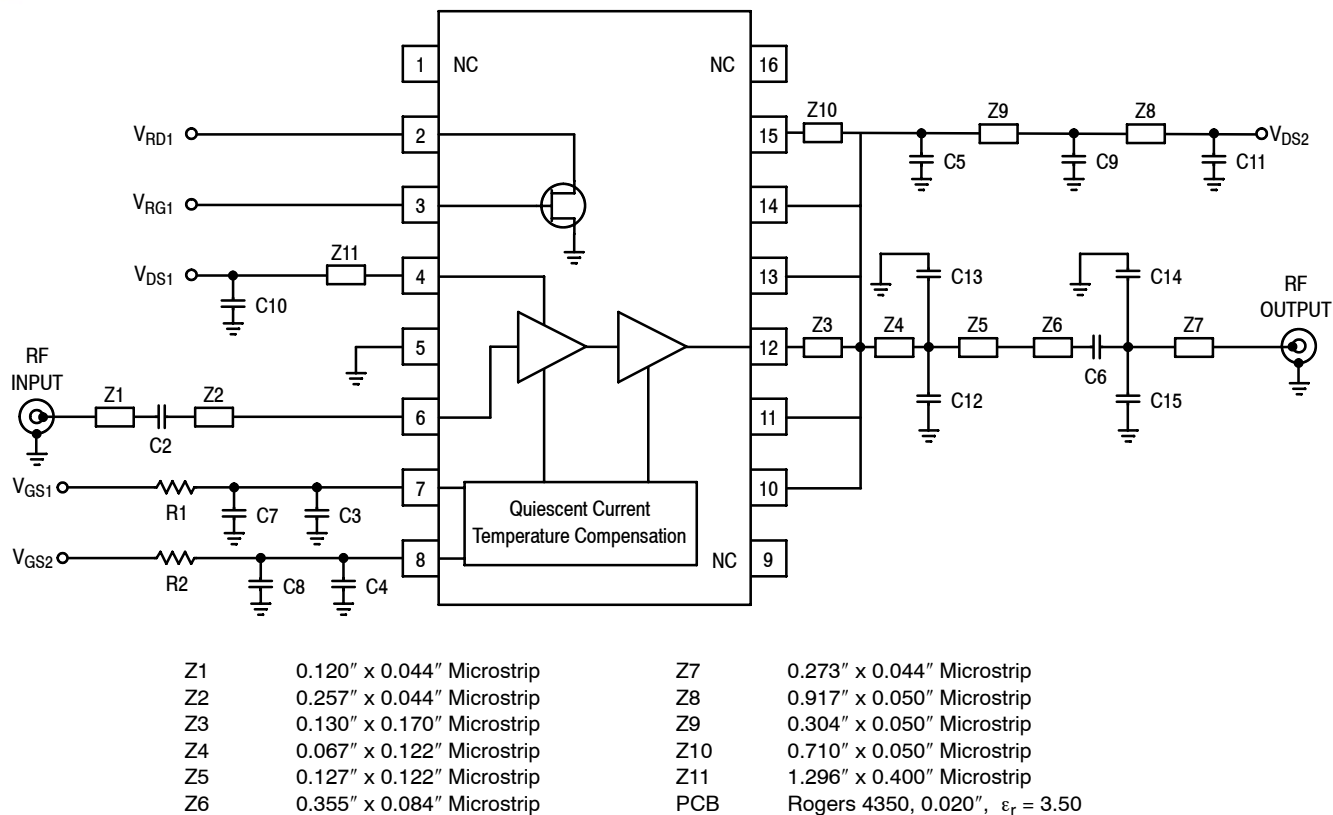 1 NC NC 16
V_RD1 2 15 Z10 Z9 Z8 V_DS2
C5 C9 C11
V_RG1 3 14
V_DS1 Z11 4 13 C13 C14
C10
RF INPUT
RF OUTPUT
5 12 Z3 Z4 Z5 Z6 C6 Z7
Z1 C2 Z2 6 11 C12 C15
V_GS1 R1 C7 C3 7 10
Quiescent Current
Temperature Compensation
V_GS2 R2 C8 C4 8 NC 9
Z1 0.120″ x 0.044″ Microstrip Z7 0.273″ x 0.044″ Microstrip
Z2 0.257″ x 0.044″ Microstrip Z8 0.917″ x 0.050″ Microstrip
Z3 0.130″ x 0.170″ Microstrip Z9 0.304″ x 0.050″ Microstrip
Z4 0.067″ x 0.122″ Microstrip Z10 0.710″ x 0.050″ Microstrip
Z5 0.127″ x 0.122″ Microstrip Z11 1.296″ x 0.400″ Microstrip
Z6 0.355″ x 0.084″ Microstrip PCB Rogers 4350, 0.020″, εr = 3.50